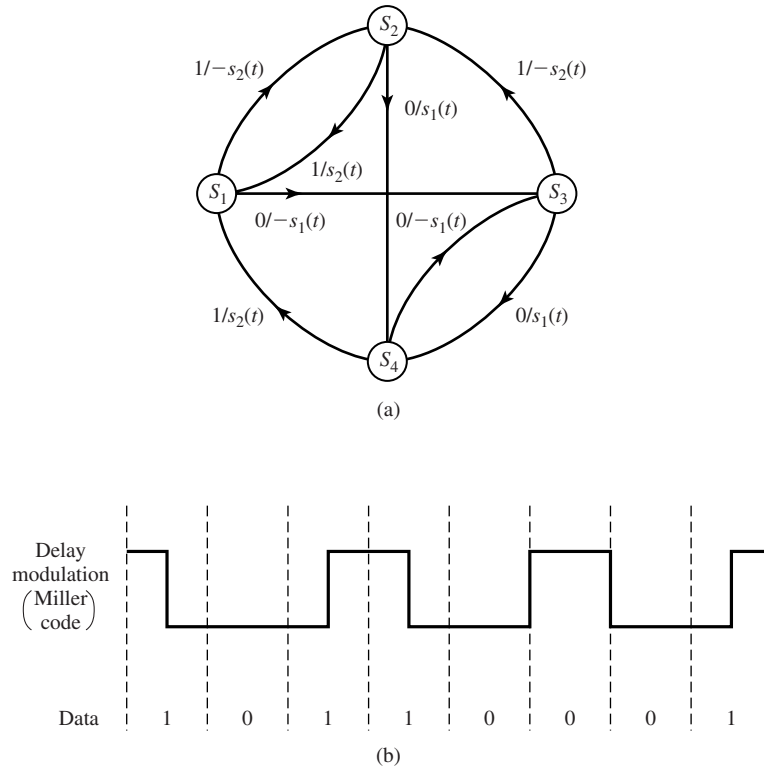 S₂
1/−s₂(t)
1/−s₂(t)
0/s₁(t)
1/s₂(t)
S₁
S₃
0/−s₁(t)
0/−s₁(t)
1/s₂(t)
0/s₁(t)
S₄
(a)
Delay
modulation
(Miller
code)
Data 1 0 1 1 0 0 0 1
(b)